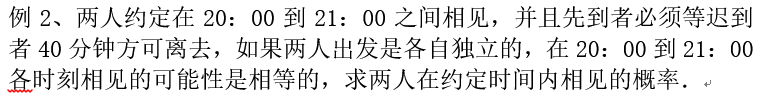 例 2、两人约定在 20：00 到 21：00 之间相见，并且先到者必须等迟到
者 40 分钟方可离去，如果两人出发是各自独立的，在 20：00 到 21：00
各时刻相见的可能性是相等的，求两人在约定时间内相见的概率．